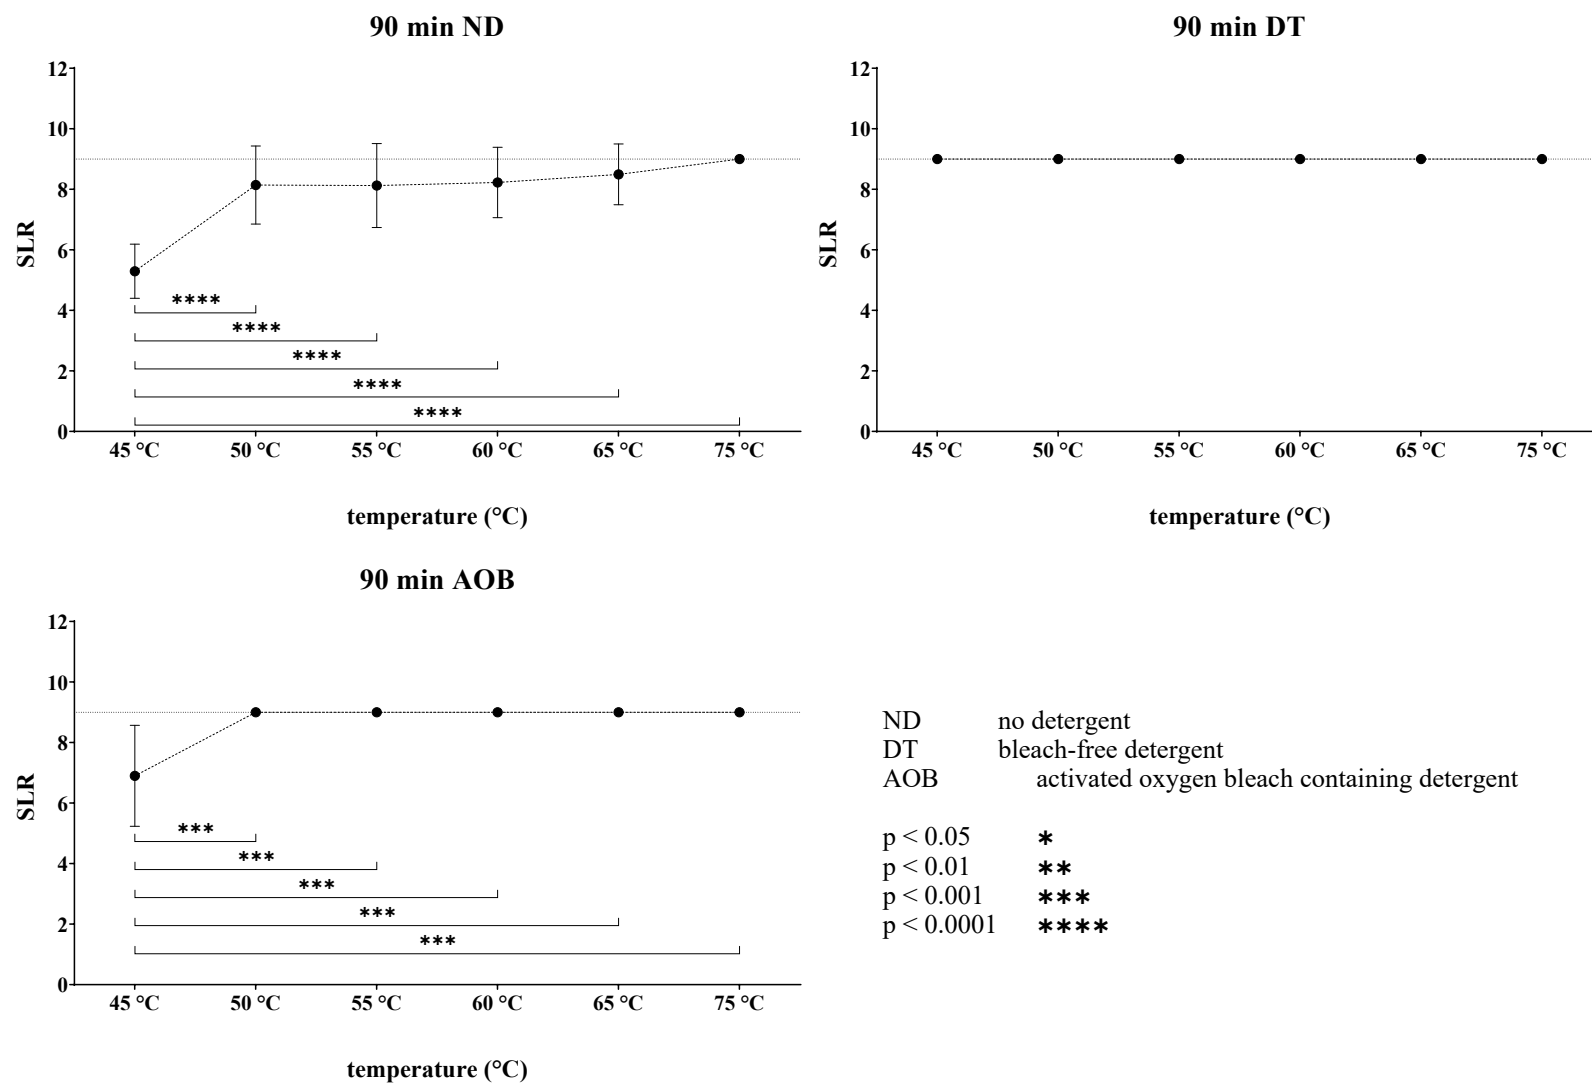 90 min ND
12
10
8
6
4
2
0
SLR
****
****
****
****
****
45 °C 50 °C 55 °C 60 °C 65 °C 75 °C
temperature (°C)
90 min DT
12
10
8
6
4
2
0
SLR
45 °C 50 °C 55 °C 60 °C 65 °C 75 °C
temperature (°C)
90 min AOB
12
10
8
6
4
2
0
SLR
***
***
***
***
***
45 °C 50 °C 55 °C 60 °C 65 °C 75 °C
temperature (°C)
ND no detergent
DT bleach-free detergent
AOB activated oxygen bleach containing detergent
p < 0.05 *
p < 0.01 **
p < 0.001 ***
p < 0.0001 ****